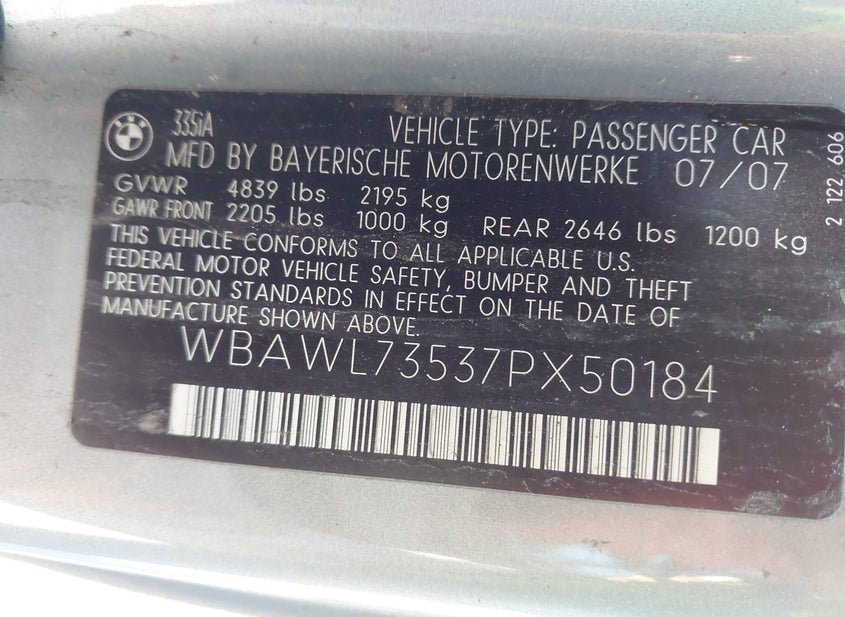 BMW
335iA
VEHICLE TYPE: PASSENGER CAR
MFD BY BAYERISCHE MOTORENWERKE 07/07
GVWR 4839 lbs 2195 kg
GAWR FRONT 2205 lbs 1000 kg REAR 2646 lbs 1200 kg
THIS VEHICLE CONFORMS TO ALL APPLICABLE U.S.
FEDERAL MOTOR VEHICLE SAFETY, BUMPER AND THEFT
PREVENTION STANDARDS IN EFFECT ON THE DATE OF
MANUFACTURE SHOWN ABOVE.
WBAWL73537PX50184
2 122 606